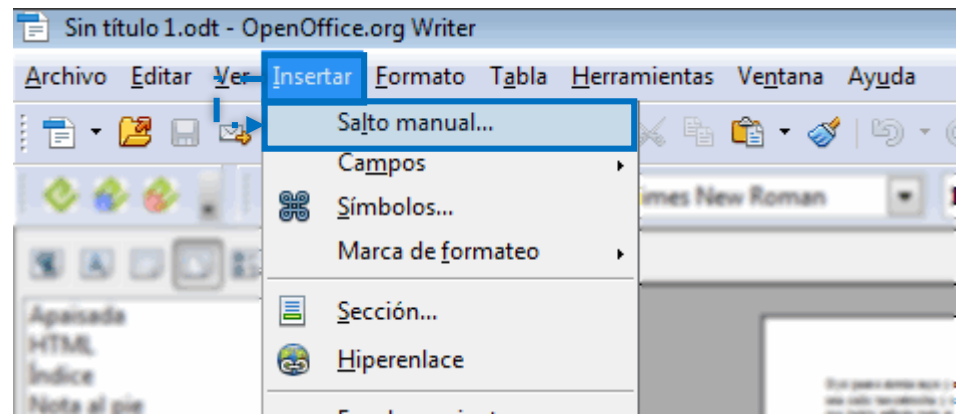 Sin título 1.odt - OpenOffice.org Writer
Archivo Editar Ver Insertar Formato Tabla Herramientas Ventana Ayuda
Salto manual...
Campos
imes New Roman
Símbolos...
Marca de formateo
Apaisada
Sección...
HTML
Índice
Hiperenlace
Nota al pie